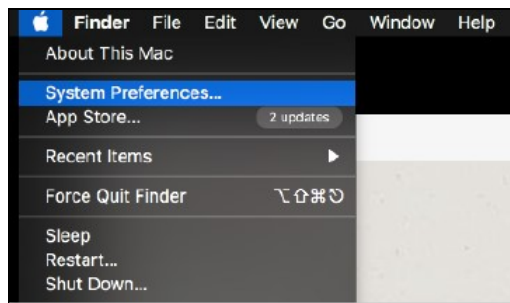 Finder File Edit View Go Window Help
About This Mac
System Preferences...
App Store... 2 updates
Recent Items
Force Quit Finder ⌥⇧⌘⎋
Sleep
Restart...
Shut Down...